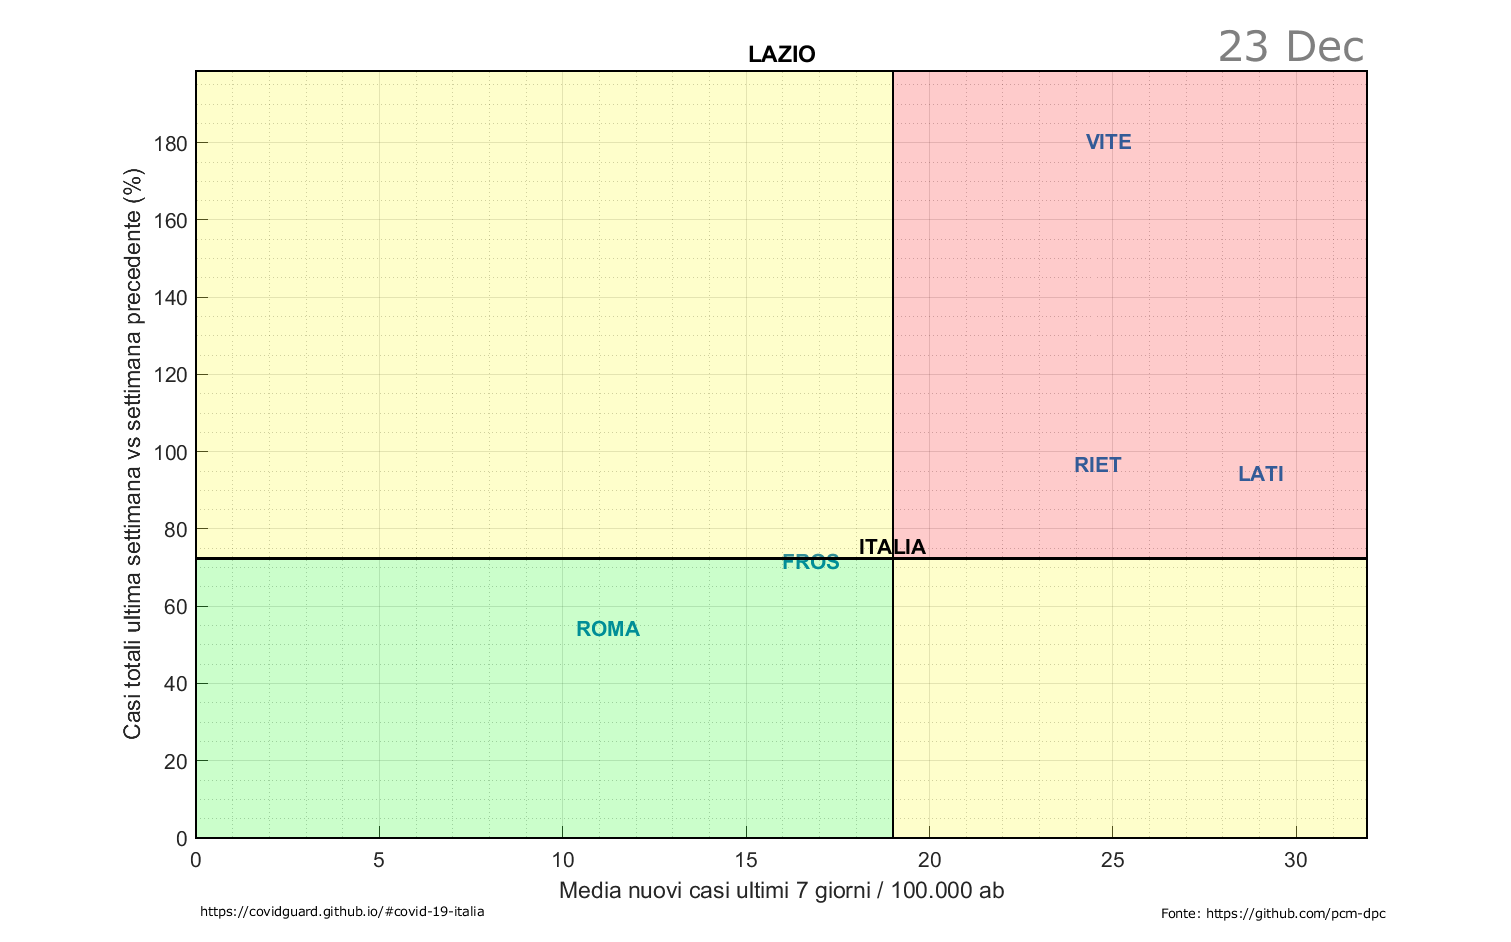 23 Dec
LAZIO
Casi totali ultima settimana vs settimana precedente (%)
180
160
140
120
100
80
60
40
20
0
VITE
RIET
LATI
ITALIA
FROS
ROMA
0 5 10 15 20 25 30
Media nuovi casi ultimi 7 giorni / 100.000 ab
https://covidguard.github.io/#covid-19-italia
Fonte: https://github.com/pcm-dpc